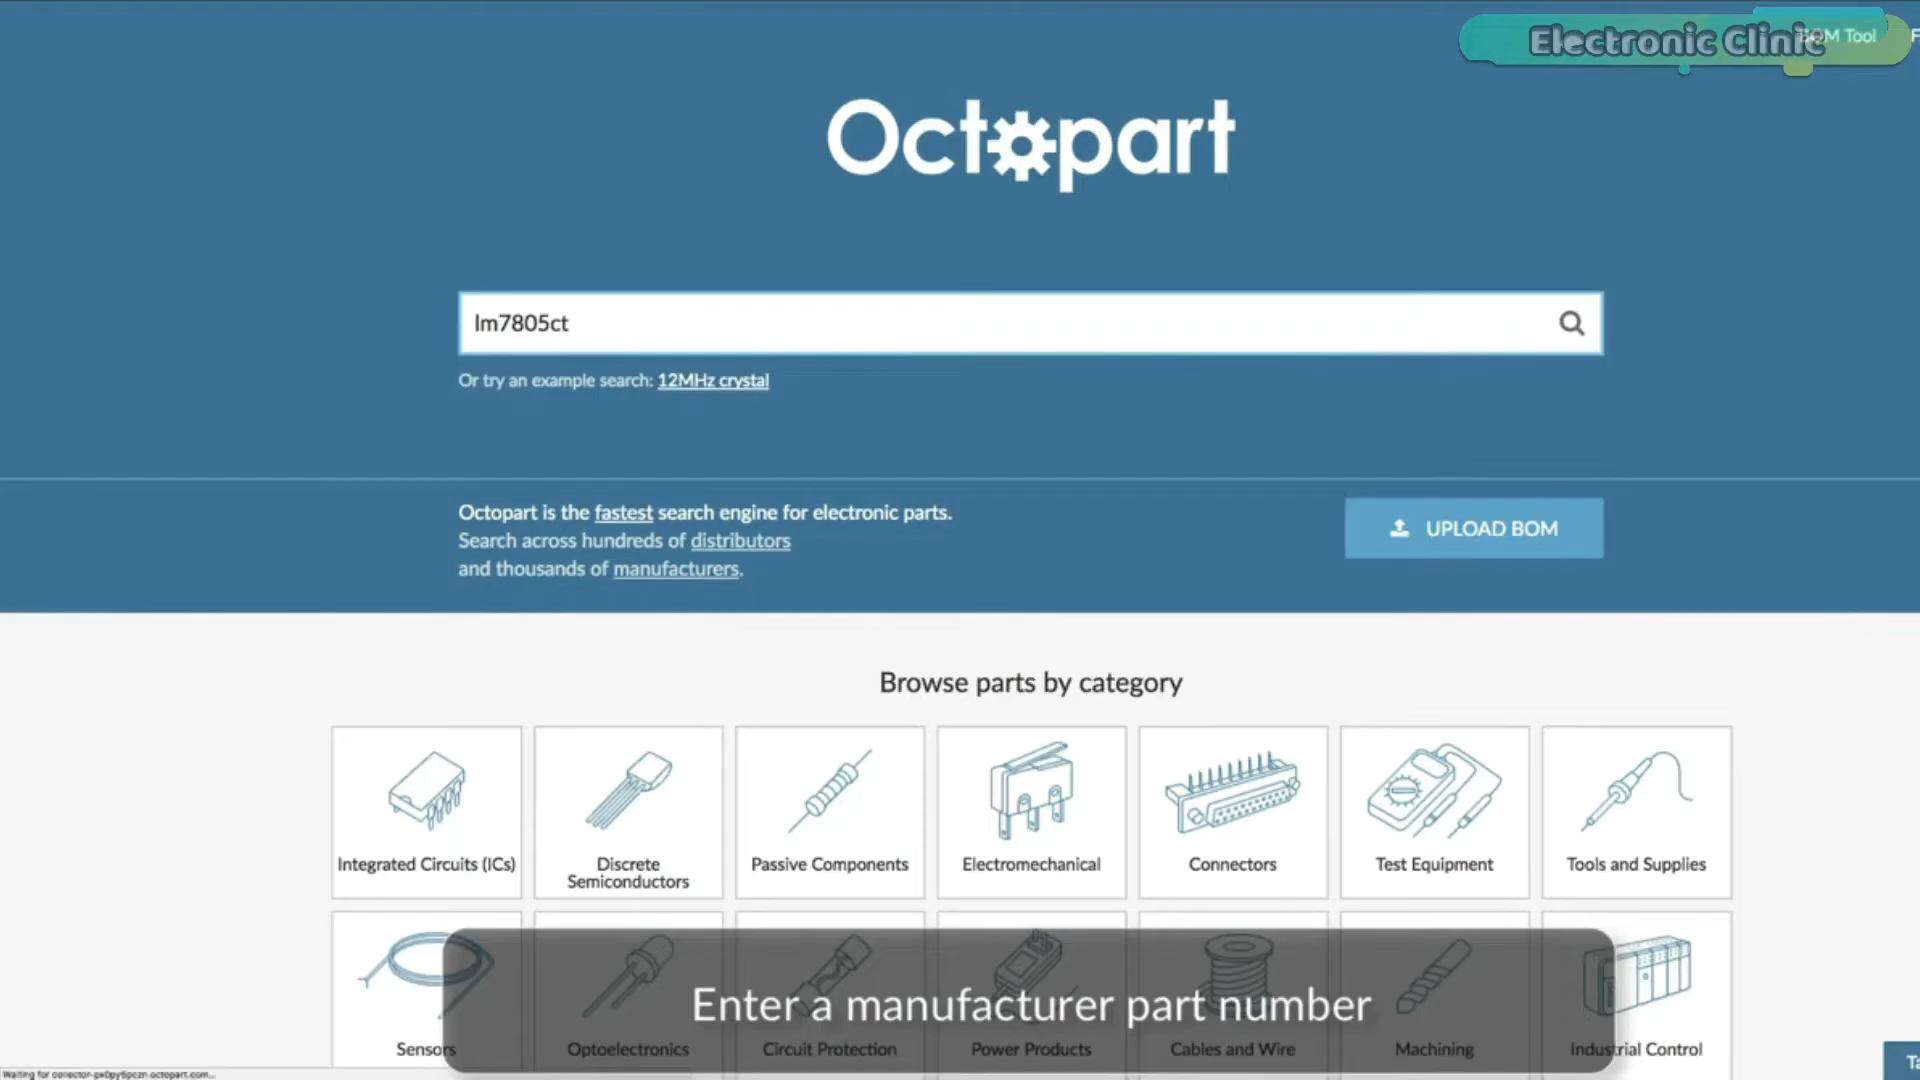 Electronic Clinic
BOM Tool
F
Octopart
lm7805ct
Or try an example search: 12MHz crystal
Octopart is the fastest search engine for electronic parts.
Search across hundreds of distributors
and thousands of manufacturers.
UPLOAD BOM
Browse parts by category
Integrated Circuits (ICs)
Discrete
Semiconductors
Passive Components
Electromechanical
Connectors
Test Equipment
Tools and Supplies
Enter a manufacturer part number
Sensors
Optoelectronics
Circuit Protection
Power Products
Cables and Wire
Machining
Industrial Control
Ta
Waiting for